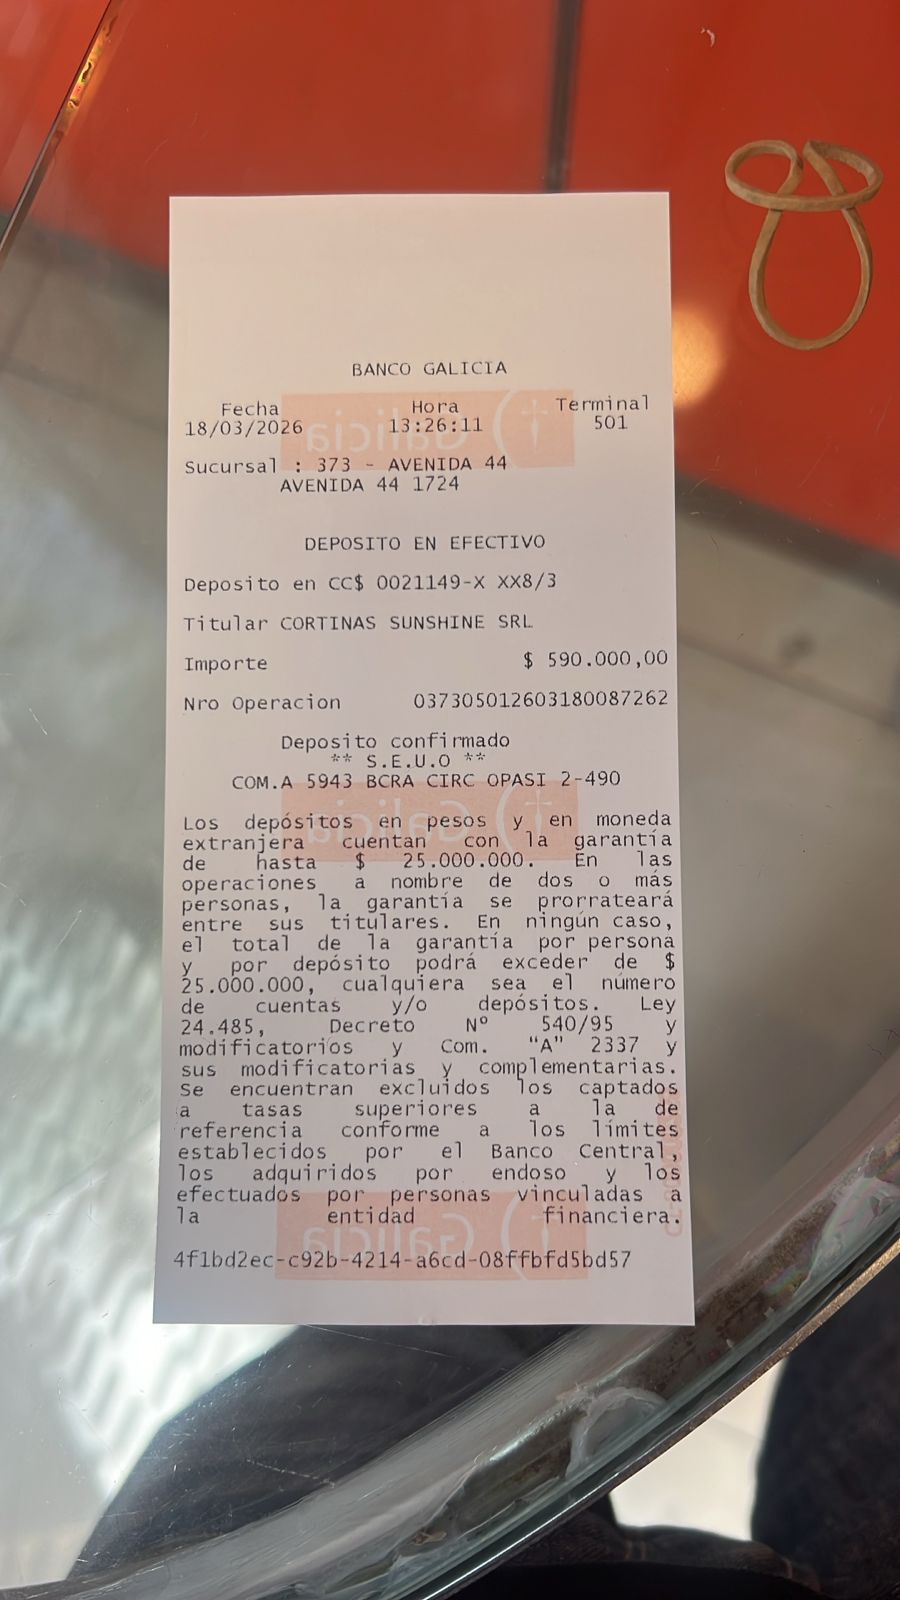 BANCO GALICIA
Fecha Hora Terminal
18/03/2026 13:26:11 501
Sucursal : 373 - AVENIDA 44
AVENIDA 44 1724
DEPOSITO EN EFECTIVO
Deposito en CC$ 0021149-X XX8/3
Titular CORTINAS SUNSHINE SRL
Importe $ 590.000,00
Nro Operacion 037305012603180087262
Deposito confirmado
** S.E.U.O **
COM.A 5943 BCRA CIRC OPASI 2-490
Los depósitos en pesos y en moneda
extranjera cuentan con la garantía
de hasta $ 25.000.000. En las
operaciones a nombre de dos o más
personas, la garantía se prorrateará
entre sus titulares. En ningún caso,
el total de la garantía por persona
y por depósito podrá exceder de $
25.000.000, cualquiera sea el número
de cuentas y/o depósitos. Ley
24.485, Decreto Nº 540/95 y
modificatorios y Com. "A" 2337 y
sus modificatorias y complementarias.
Se encuentran excluidos los captados
a tasas superiores a la de
referencia conforme a los límites
establecidos por el Banco Central,
los adquiridos por endoso y los
efectuados por personas vinculadas a
la entidad financiera.
4f1bd2ec-c92b-4214-a6cd-08ffbfd5bd57
Galicia
Galicia
Galicia